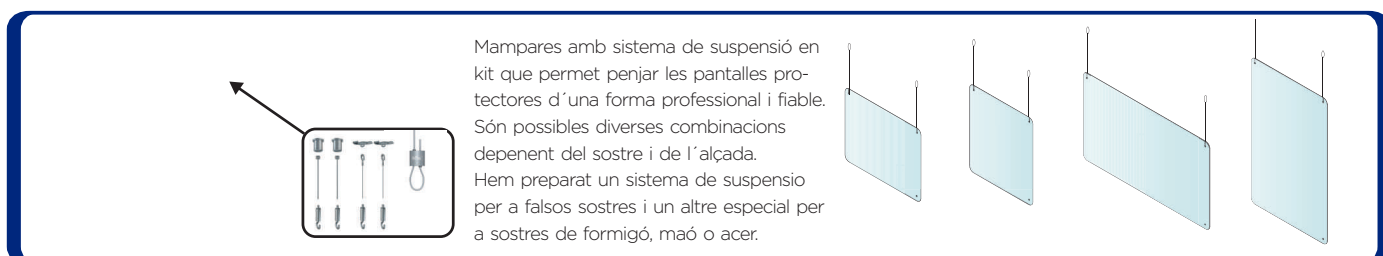 Mampares amb sistema de suspensió en
kit que permet penjar les pantalles pro-
tectores d´una forma professional i fiable.
Són possibles diverses combinacions
depenent del sostre i de l´alçada.
Hem preparat un sistema de suspensio
per a falsos sostres i un altre especial per
a sostres de formigó, maó o acer.